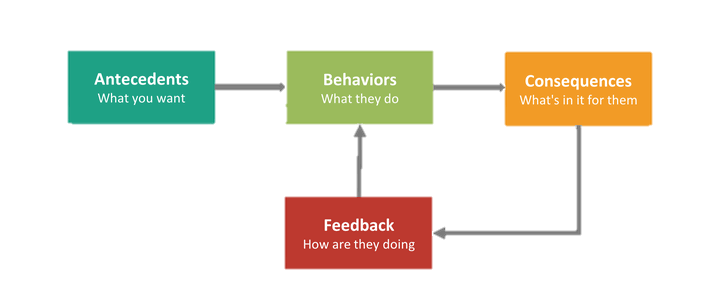 Antecedents
What you want
Behaviors
What they do
Consequences
What's in it for them
Feedback
How are they doing